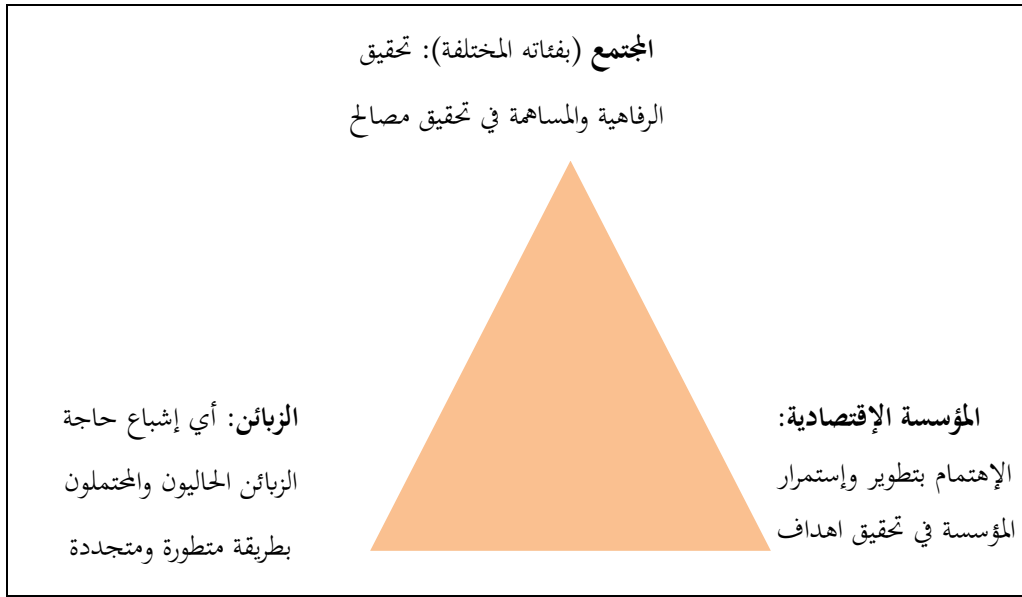 المجتمع (بفئاته المختلفة): تحقيق
الرفاهية والمساهمة في تحقيق مصالح
المؤسسة الإقتصادية:
الإهتمام بتطوير وإستمرار
المؤسسة في تحقيق اهداف
الزبائن: أي إشباع حاجة
الزبائن الحاليون والمحتملون
بطريقة متطورة ومتجددة